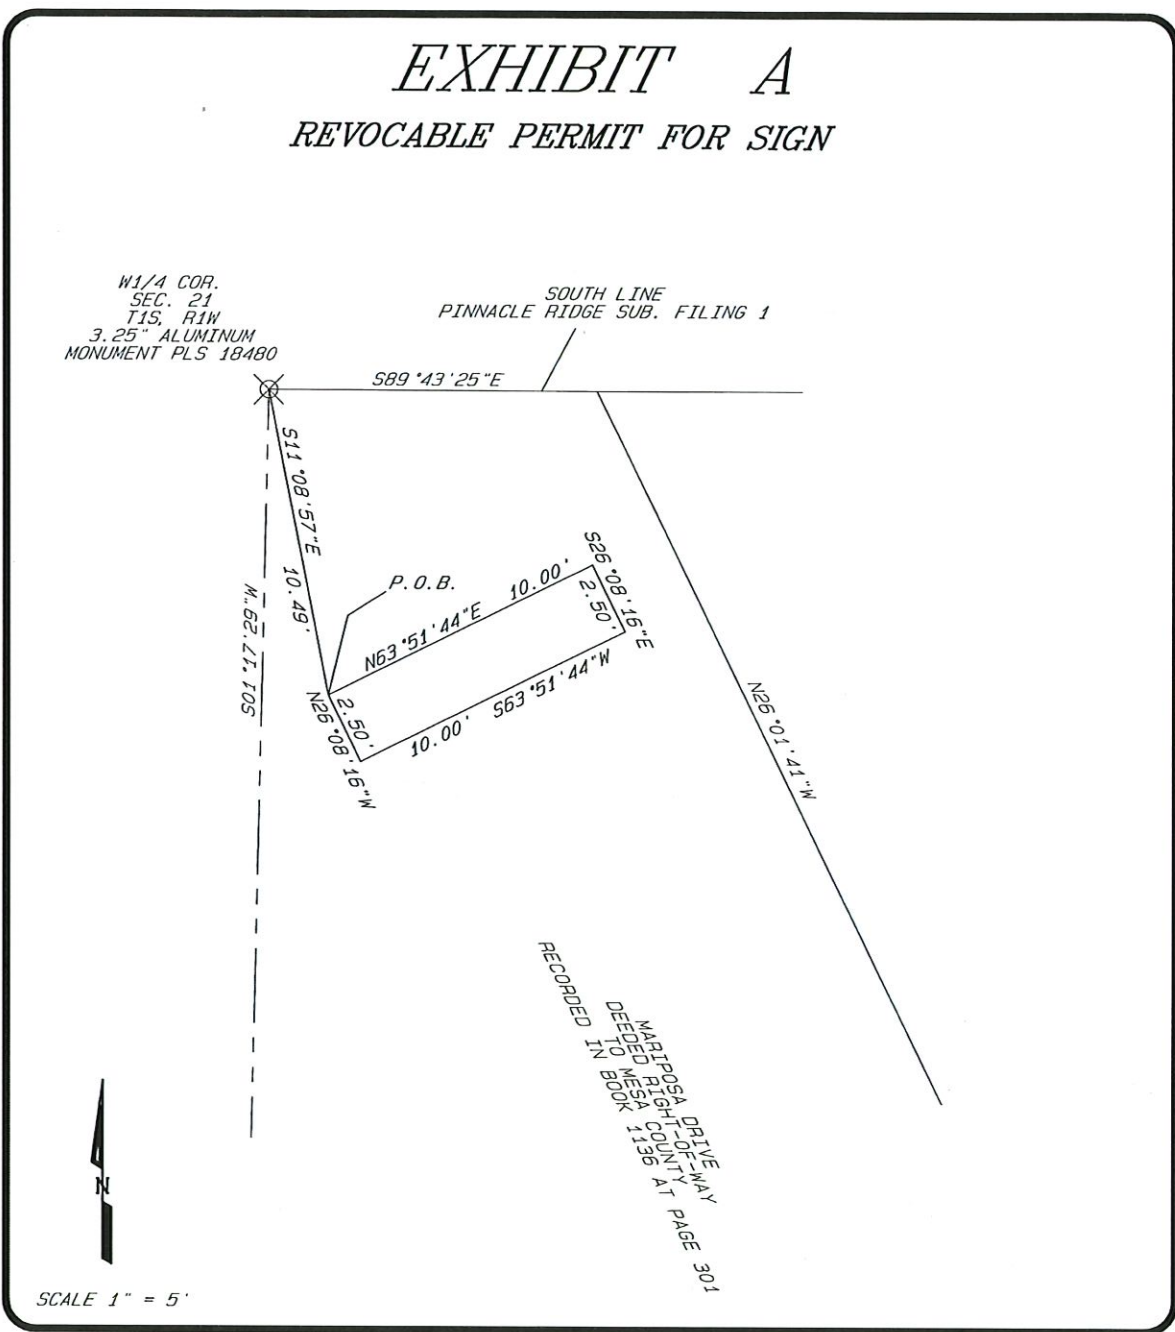 EXHIBIT A
REVOCABLE PERMIT FOR SIGN
W1/4 COR.
SEC. 21
T1S, R1W
3.25" ALUMINUM
MONUMENT PLS 18480
SOUTH LINE
PINNACLE RIDGE SUB. FILING 1
S89°43'25"E
S11°08'57"E 10.49'
S01°17'29"W
P.O.B.
N63°51'44"E 10.00'
S26°08'16"E
2.50'
10.00' S63°51'44"W
2.50'
N26°08'16"W
N26°01'41"W
MARIPOSA DRIVE
DEEDED RIGHT-OF-WAY
TO MESA COUNTY
RECORDED IN BOOK 1136 AT PAGE 301
N
SCALE 1" = 5'